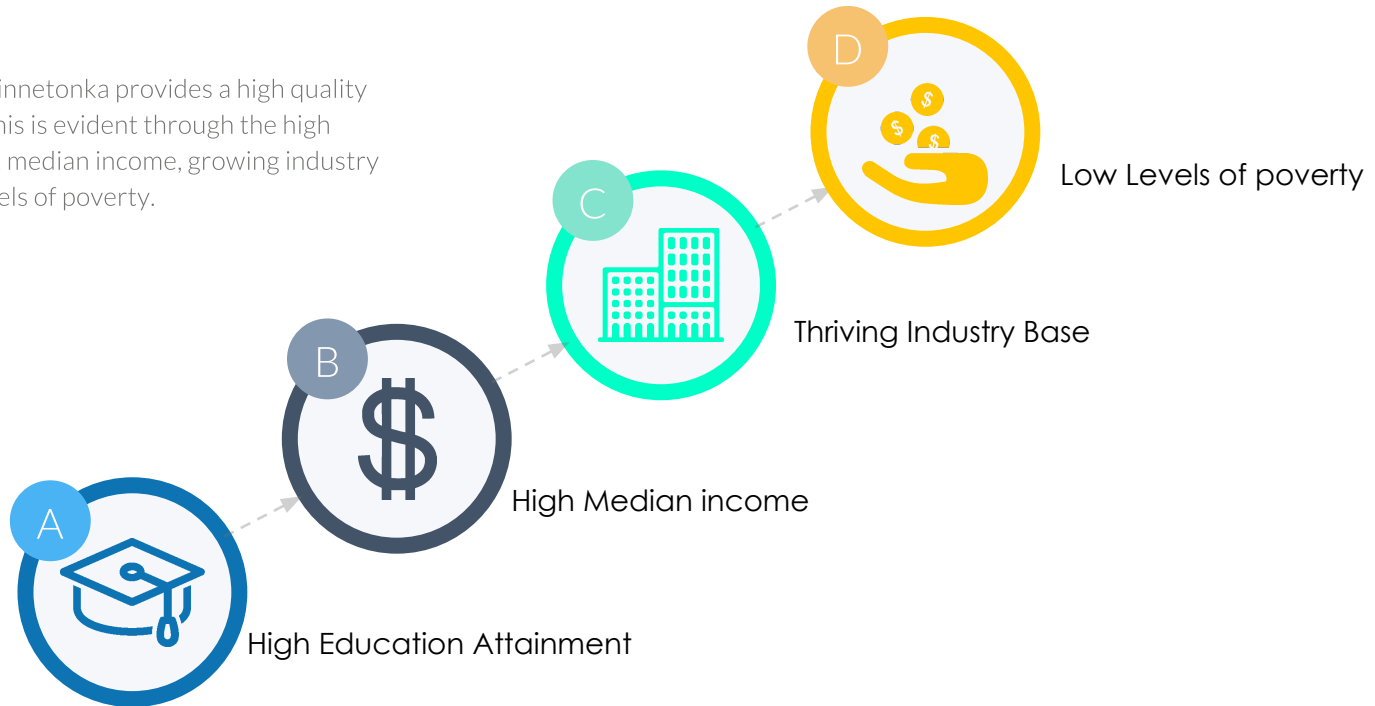 innetonka provides a high quality
his is evident through the high
median income, growing industry
els of poverty.
D
$
$
$
Low Levels of poverty
C
Thriving Industry Base
B
$
High Median income
A
High Education Attainment